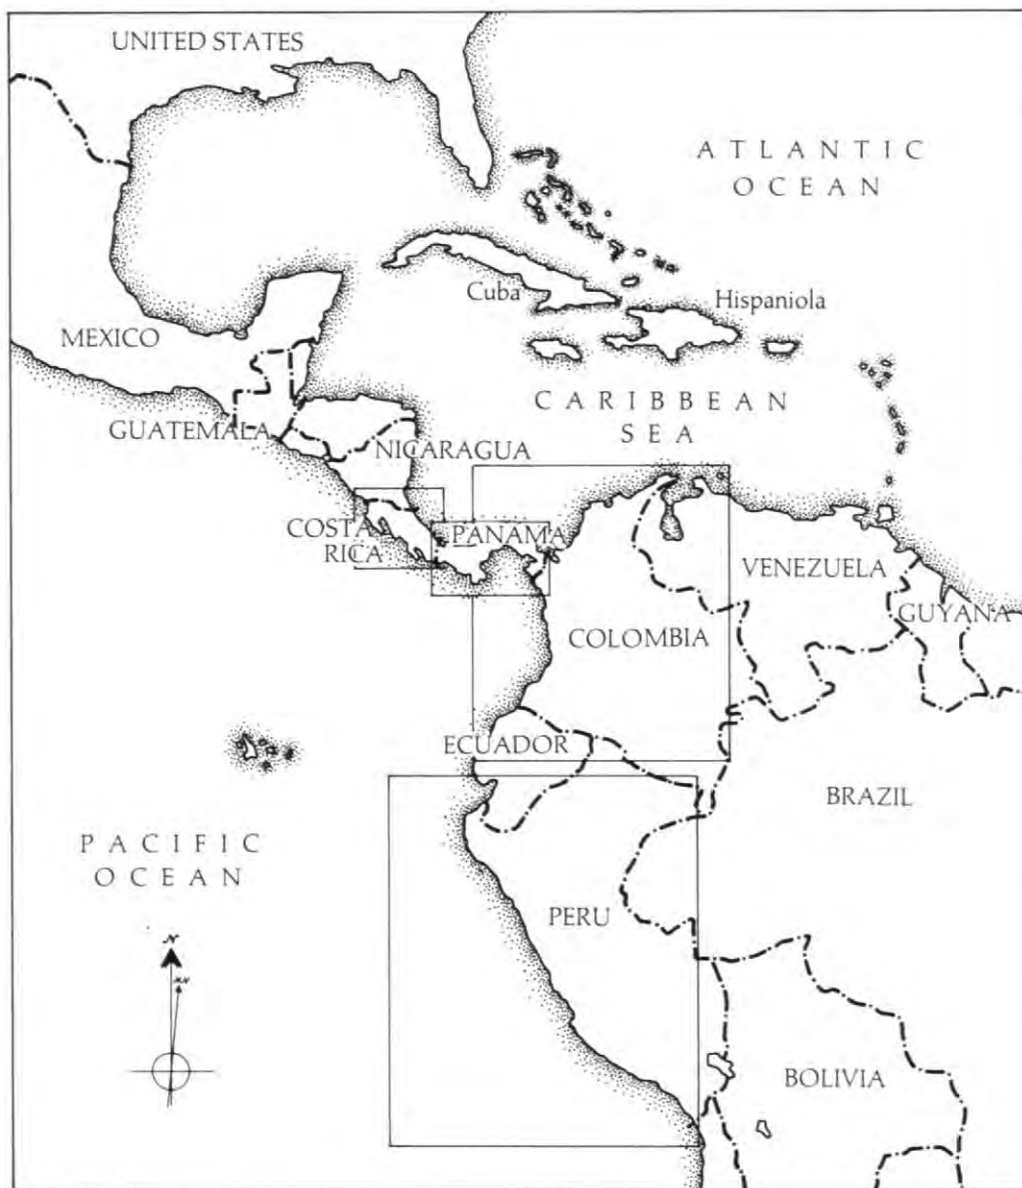 UNITED STATES
ATLANTIC
OCEAN
Cuba
Hispaniola
MEXICO
CARIBBEAN
SEA
GUATEMALA
NICARAGUA
COSTA
RICA
PANAMA
VENEZUELA
GUYANA
COLOMBIA
ECUADOR
BRAZIL
PACIFIC
OCEAN
PERU
N
MN
BOLIVIA